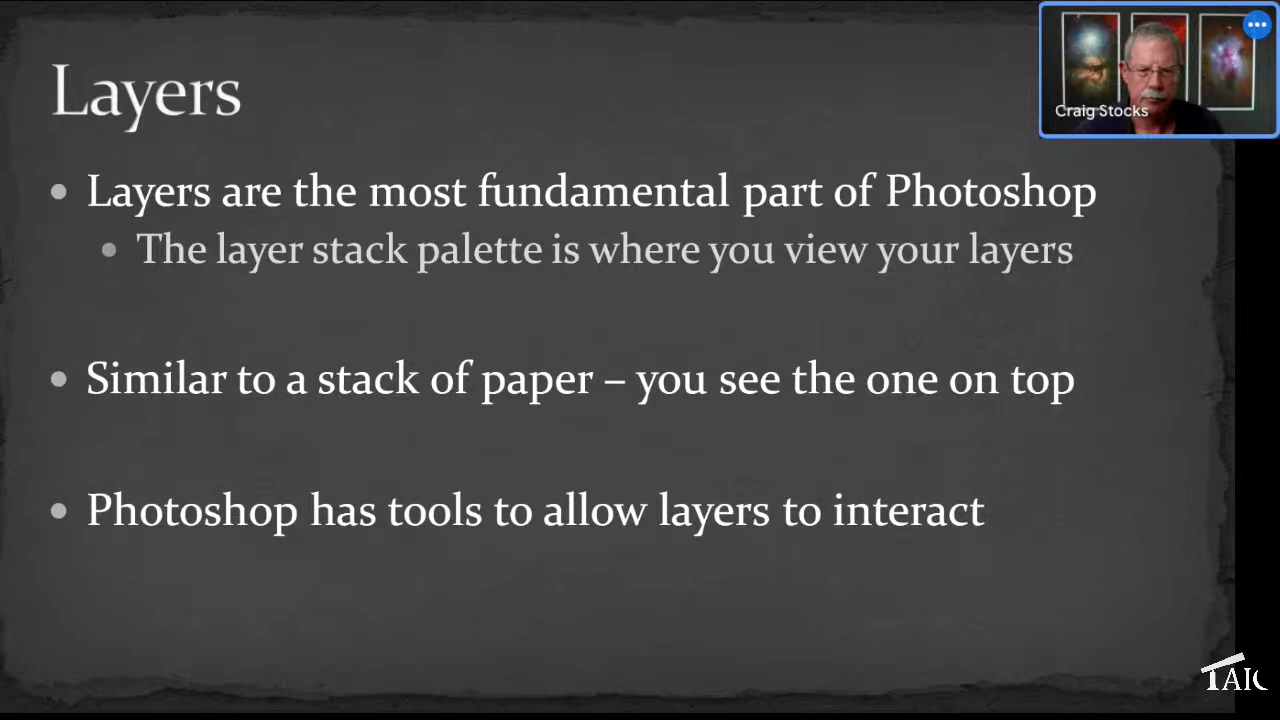 Layers
Craig Stocks
• Layers are the most fundamental part of Photoshop
• The layer stack palette is where you view your layers
• Similar to a stack of paper – you see the one on top
• Photoshop has tools to allow layers to interact
TAIC